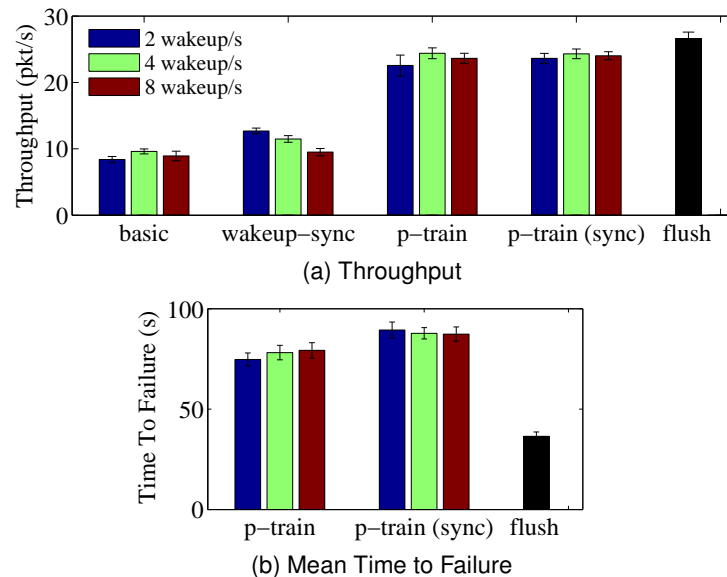 30
20
10
0
Throughput (pkt/s)
2 wakeup/s
4 wakeup/s
8 wakeup/s
basic wakeup−sync p−train p−train (sync) flush
(a) Throughput
100
50
0
Time To Failure (s)
p−train p−train (sync) flush
(b) Mean Time to Failure